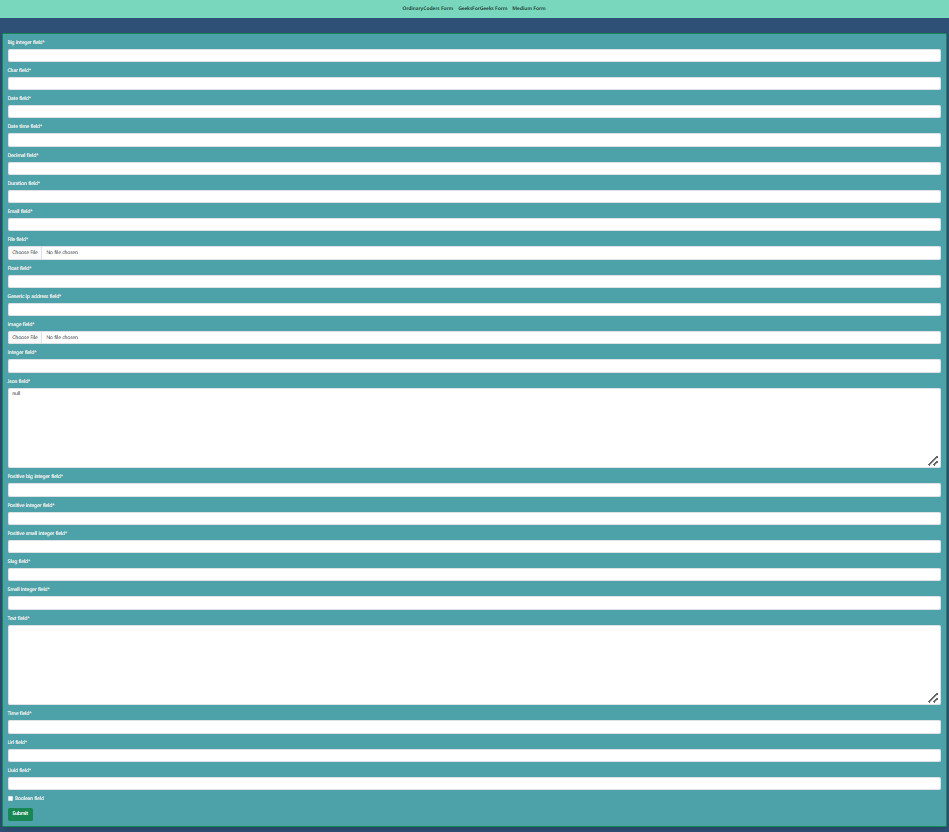 OrdinaryCoders Form GeeksForGeeks Form Medium Form
Big integer field*
Char field*
Date field*
Date time field*
Decimal field*
Duration field*
Email field*
File field*
Choose File No file chosen
Float field*
Generic ip address field*
Image field*
Choose File No file chosen
Integer field*
Json field*
null
Positive big integer field*
Positive integer field*
Positive small integer field*
Slug field*
Small integer field*
Text field*
Time field*
Url field*
Uuid field*
Boolean field
Submit